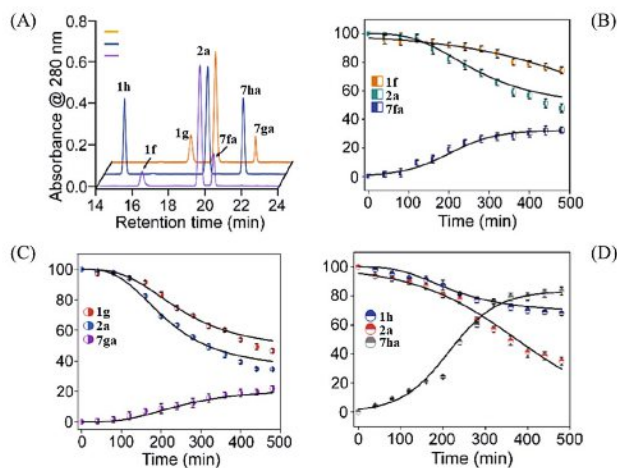 (A)
Absorbance @ 280 nm
0.8
0.6
0.4
0.2
0.0
1h
1f
1g
2a
7fa
7ha
7ga
14 16 18 20 22 24
Retention time (min)
(B)
100
80
60
40
20
0
1f
2a
7fa
0 100 200 300 400 500
Time (min)
(C)
100
80
60
40
20
0
1g
2a
7ga
0 100 200 300 400 500
Time (min)
(D)
100
80
60
40
20
0
1h
2a
7ha
0 100 200 300 400 500
Time (min)